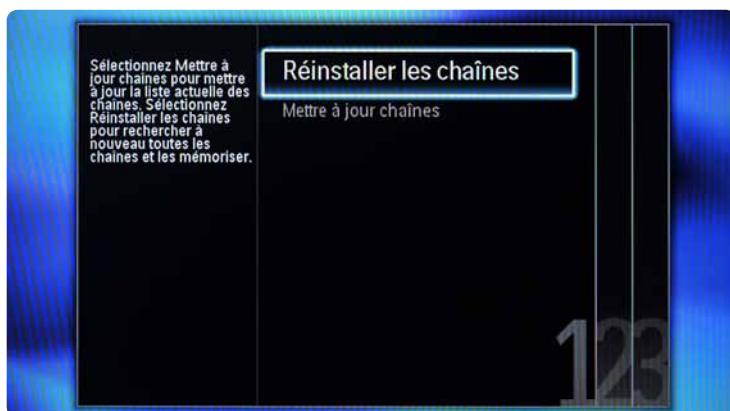 Sélectionnez Mettre à
jour chaînes pour mettre
à jour la liste actuelle des
chaînes. Sélectionnez
Réinstaller les chaînes
pour rechercher à
nouveau toutes les
chaînes et les mémoriser.
Réinstaller les chaînes
Mettre à jour chaînes
123